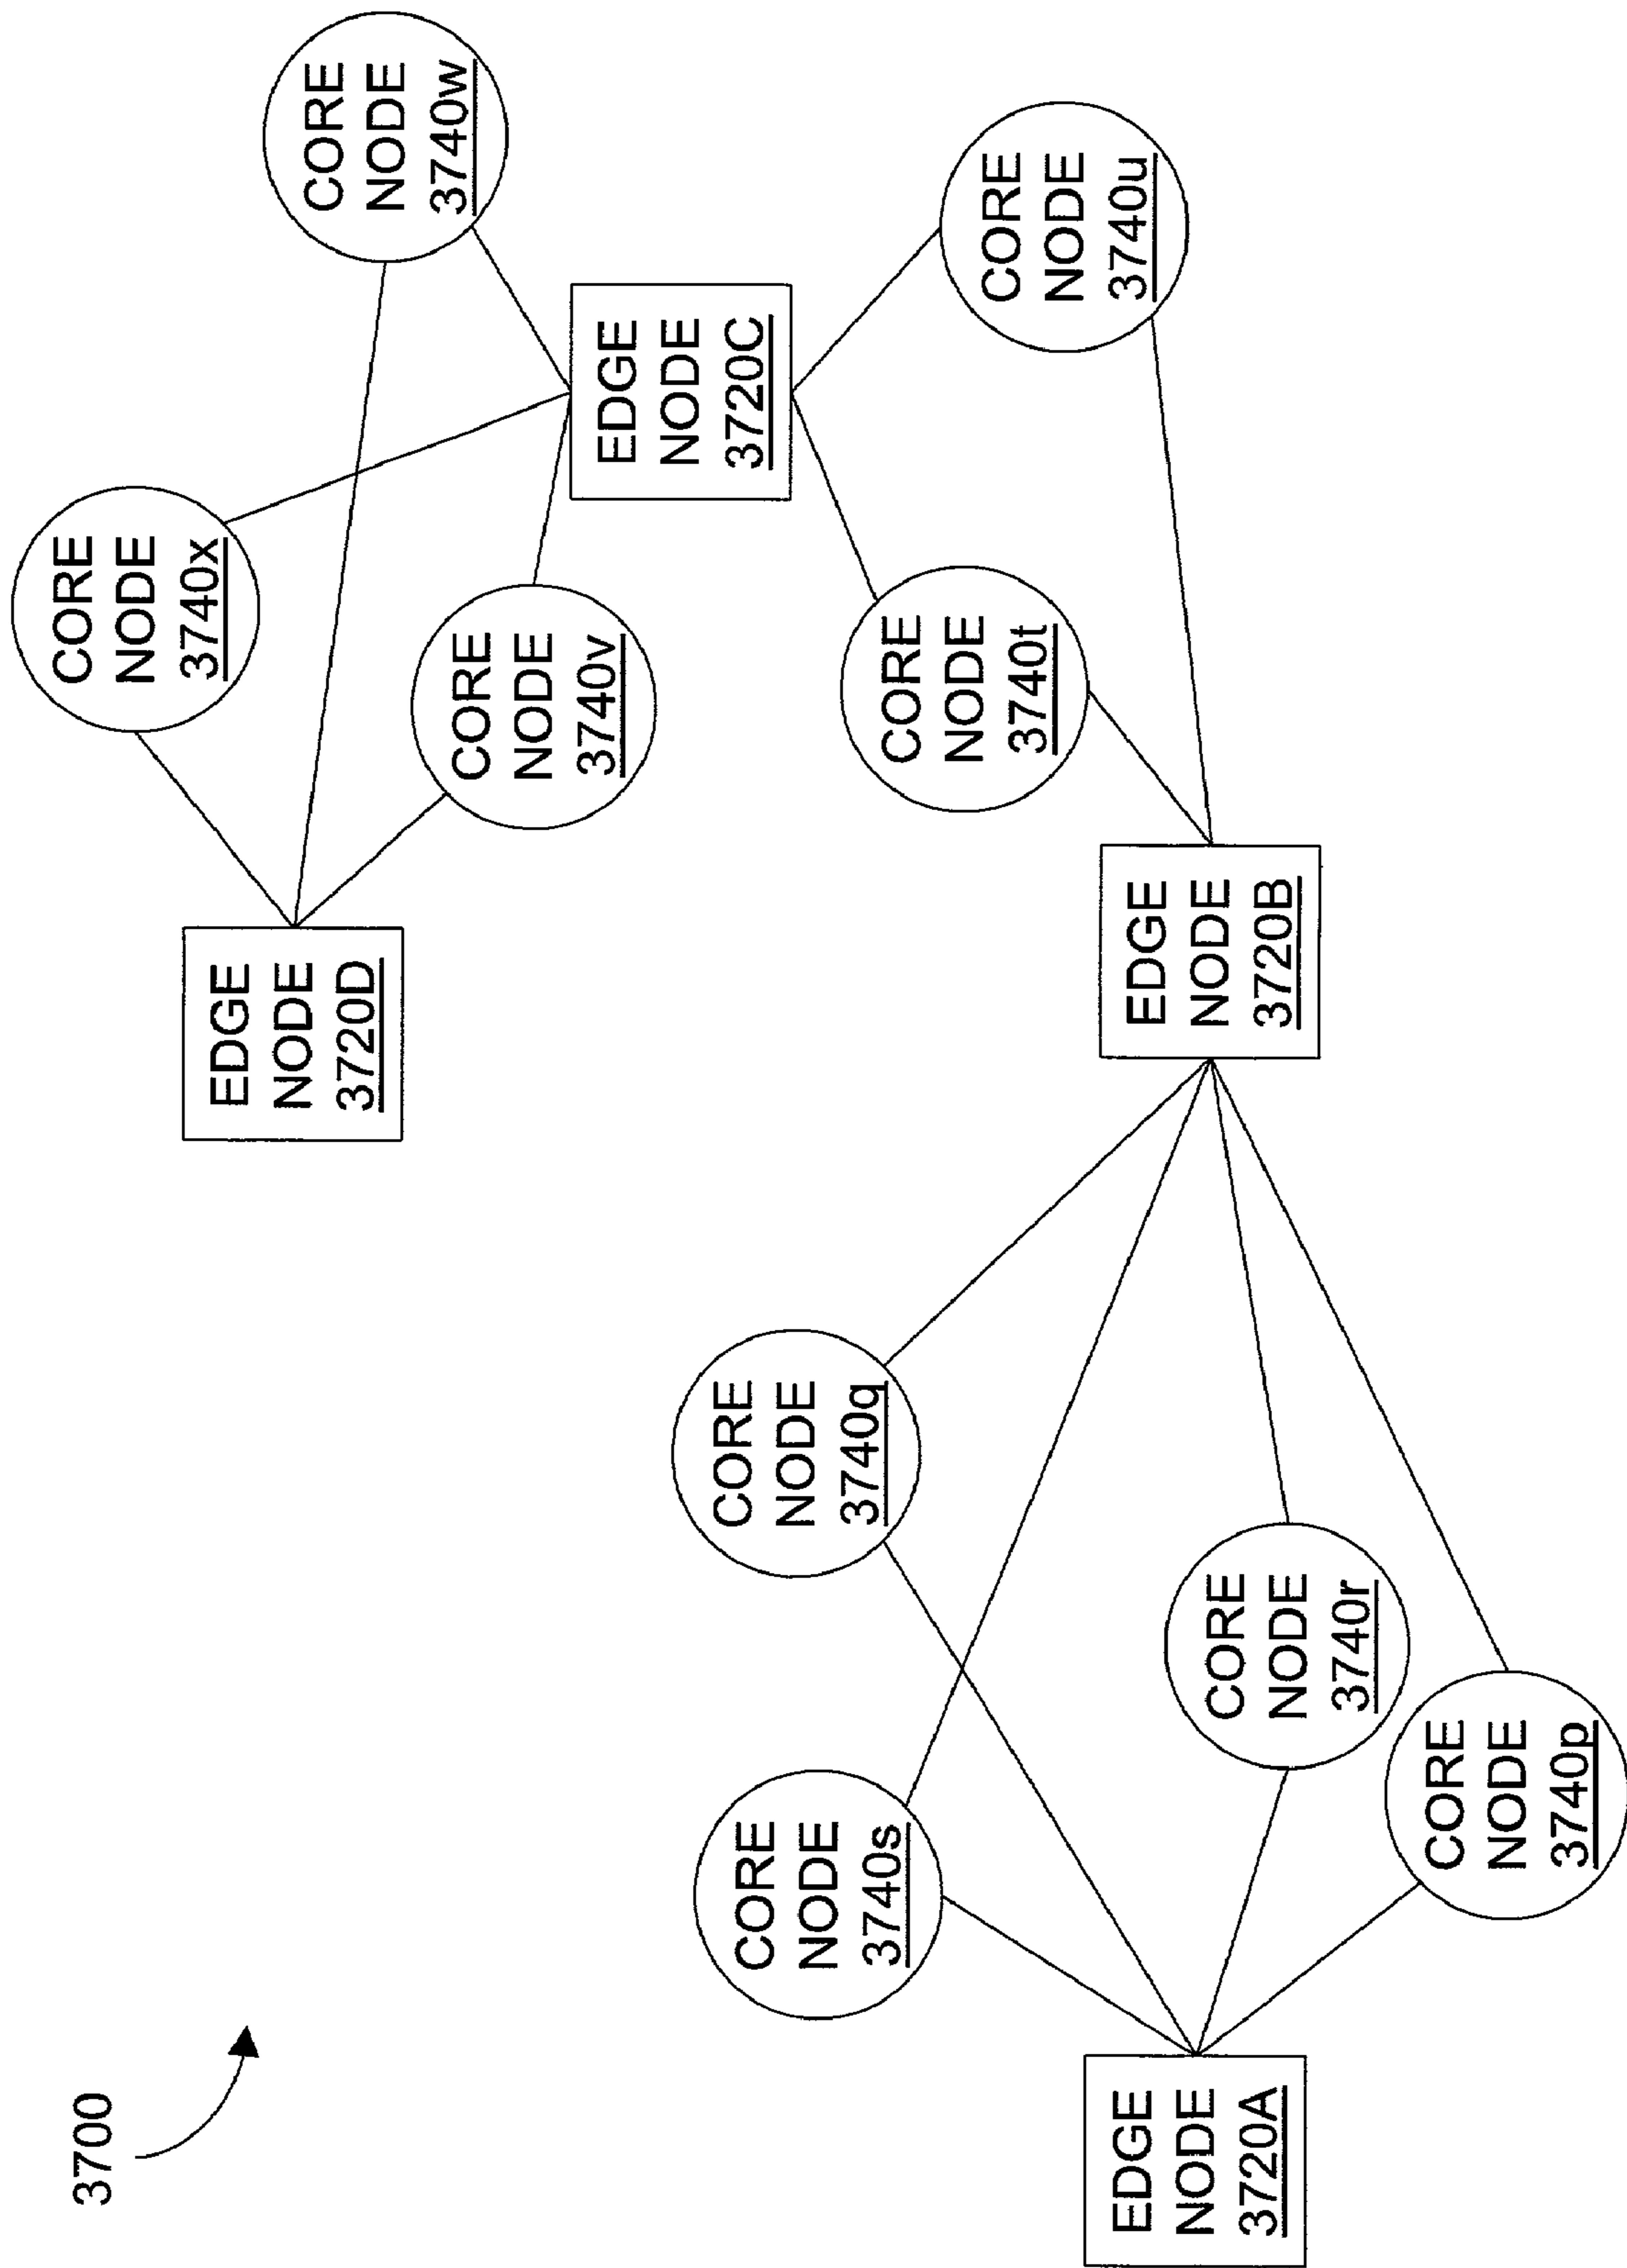 3700
EDGE
NODE
3720A
CORE
NODE
3740s
CORE
NODE
3740q
CORE
NODE
3740r
CORE
NODE
3740p
EDGE
NODE
3720B
CORE
NODE
3740t
CORE
NODE
3740u
EDGE
NODE
3720C
EDGE
NODE
3720D
CORE
NODE
3740v
CORE
NODE
3740x
CORE
NODE
3740w